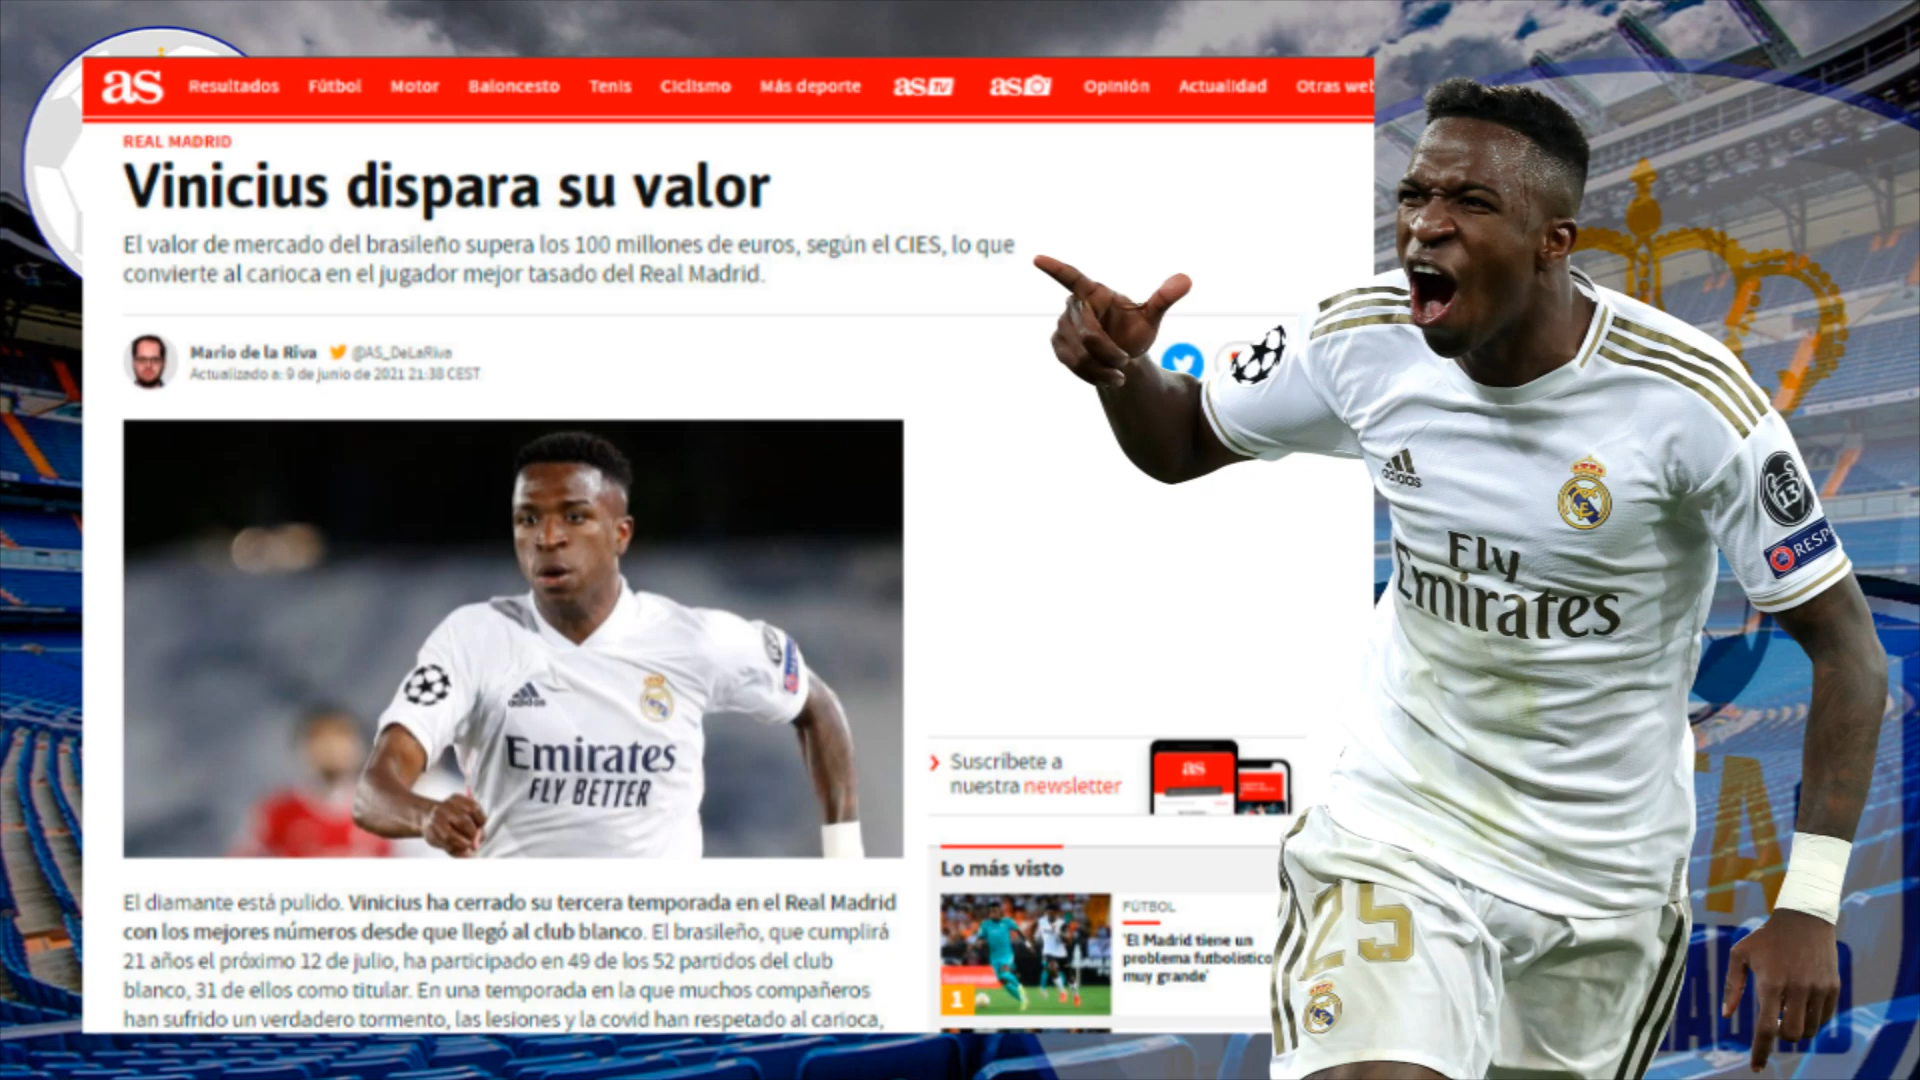 as Resultados Fútbol Motor Baloncesto Tenis Ciclismo Más deporte as TV as Opinión Actualidad Otras web
REAL MADRID
Vinicius dispara su valor
El valor de mercado del brasileño supera los 100 millones de euros, según el CIES, lo que
convierte al carioca en el jugador mejor tasado del Real Madrid.
Mario de la Riva @AS_DeLaRiva
Actualizado a: 9 de junio de 2021 21:38 CEST
adidas
Emirates
FLY BETTER
El diamante está pulido. Vinicius ha cerrado su tercera temporada en el Real Madrid
con los mejores números desde que llegó al club blanco. El brasileño, que cumplirá
21 años el próximo 12 de julio, ha participado en 49 de los 52 partidos del club
blanco, 31 de ellos como titular. En una temporada en la que muchos compañeros
han sufrido un verdadero tormento, las lesiones y la covid han respetado al carioca,
Suscríbete a
nuestra newsletter
as
Lo más visto
1
FÚTBOL
'El Madrid tiene un
problema futbolístico
muy grande'
adidas
13
RESP
Fly
Emirates
25